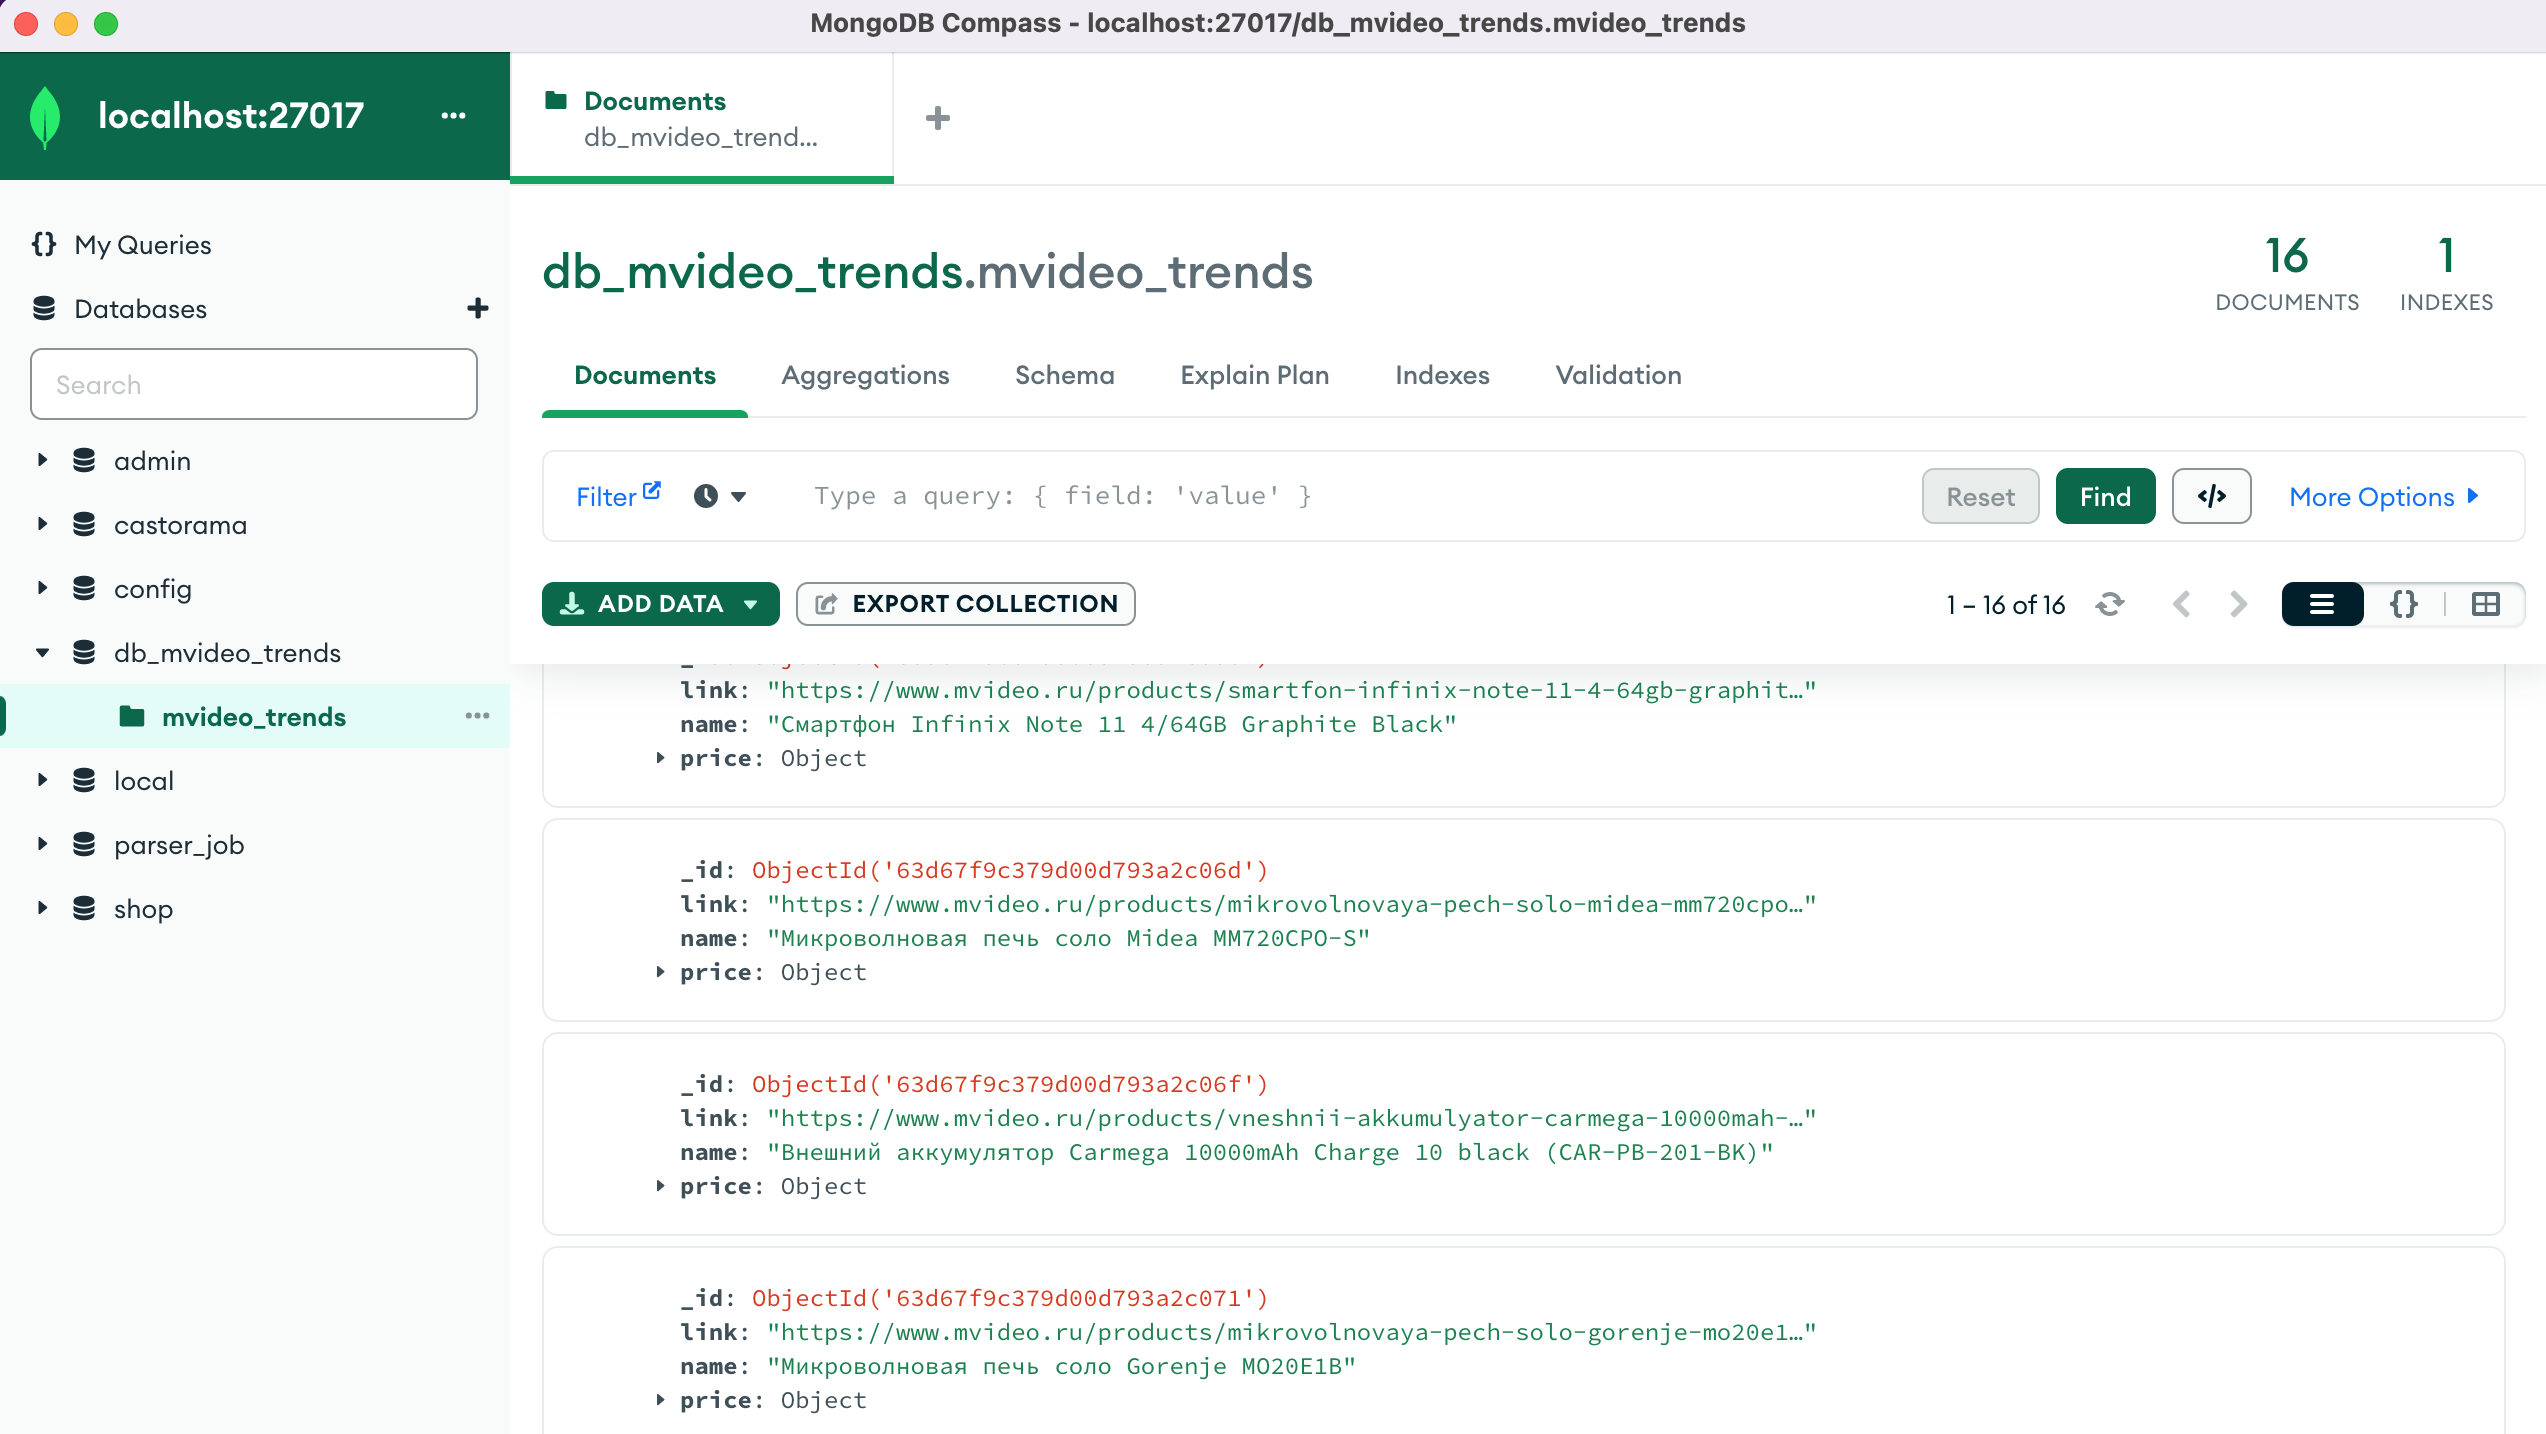 MongoDB Compass - localhost:27017/db_mvideo_trends.mvideo_trends
localhost:27017
Documents
db_mvideo_trend...
My Queries
Databases
Search
admin
castorama
config
db_mvideo_trends
mvideo_trends
local
parser_job
shop
db_mvideo_trends.mvideo_trends
16
DOCUMENTS
1
INDEXES
Documents Aggregations Schema Explain Plan Indexes Validation
Filter Type a query: { field: 'value' } Reset Find </> More Options
ADD DATA EXPORT COLLECTION 1 – 16 of 16 {}
link: "https://www.mvideo.ru/products/smartfon-infinix-note-11-4-64gb-graphit…"
name: "Смартфон Infinix Note 11 4/64GB Graphite Black"
price: Object
_id: ObjectId('63d67f9c379d00d793a2c06d')
link: "https://www.mvideo.ru/products/mikrovolnovaya-pech-solo-midea-mm720cpo…"
name: "Микроволновая печь соло Midea MM720CPO-S"
price: Object
_id: ObjectId('63d67f9c379d00d793a2c06f')
link: "https://www.mvideo.ru/products/vneshnii-akkumulyator-carmega-10000mah-…"
name: "Внешний аккумулятор Carmega 10000mAh Charge 10 black (CAR-PB-201-BK)"
price: Object
_id: ObjectId('63d67f9c379d00d793a2c071')
link: "https://www.mvideo.ru/products/mikrovolnovaya-pech-solo-gorenje-mo20e1…"
name: "Микроволновая печь соло Gorenje MO20E1B"
price: Object